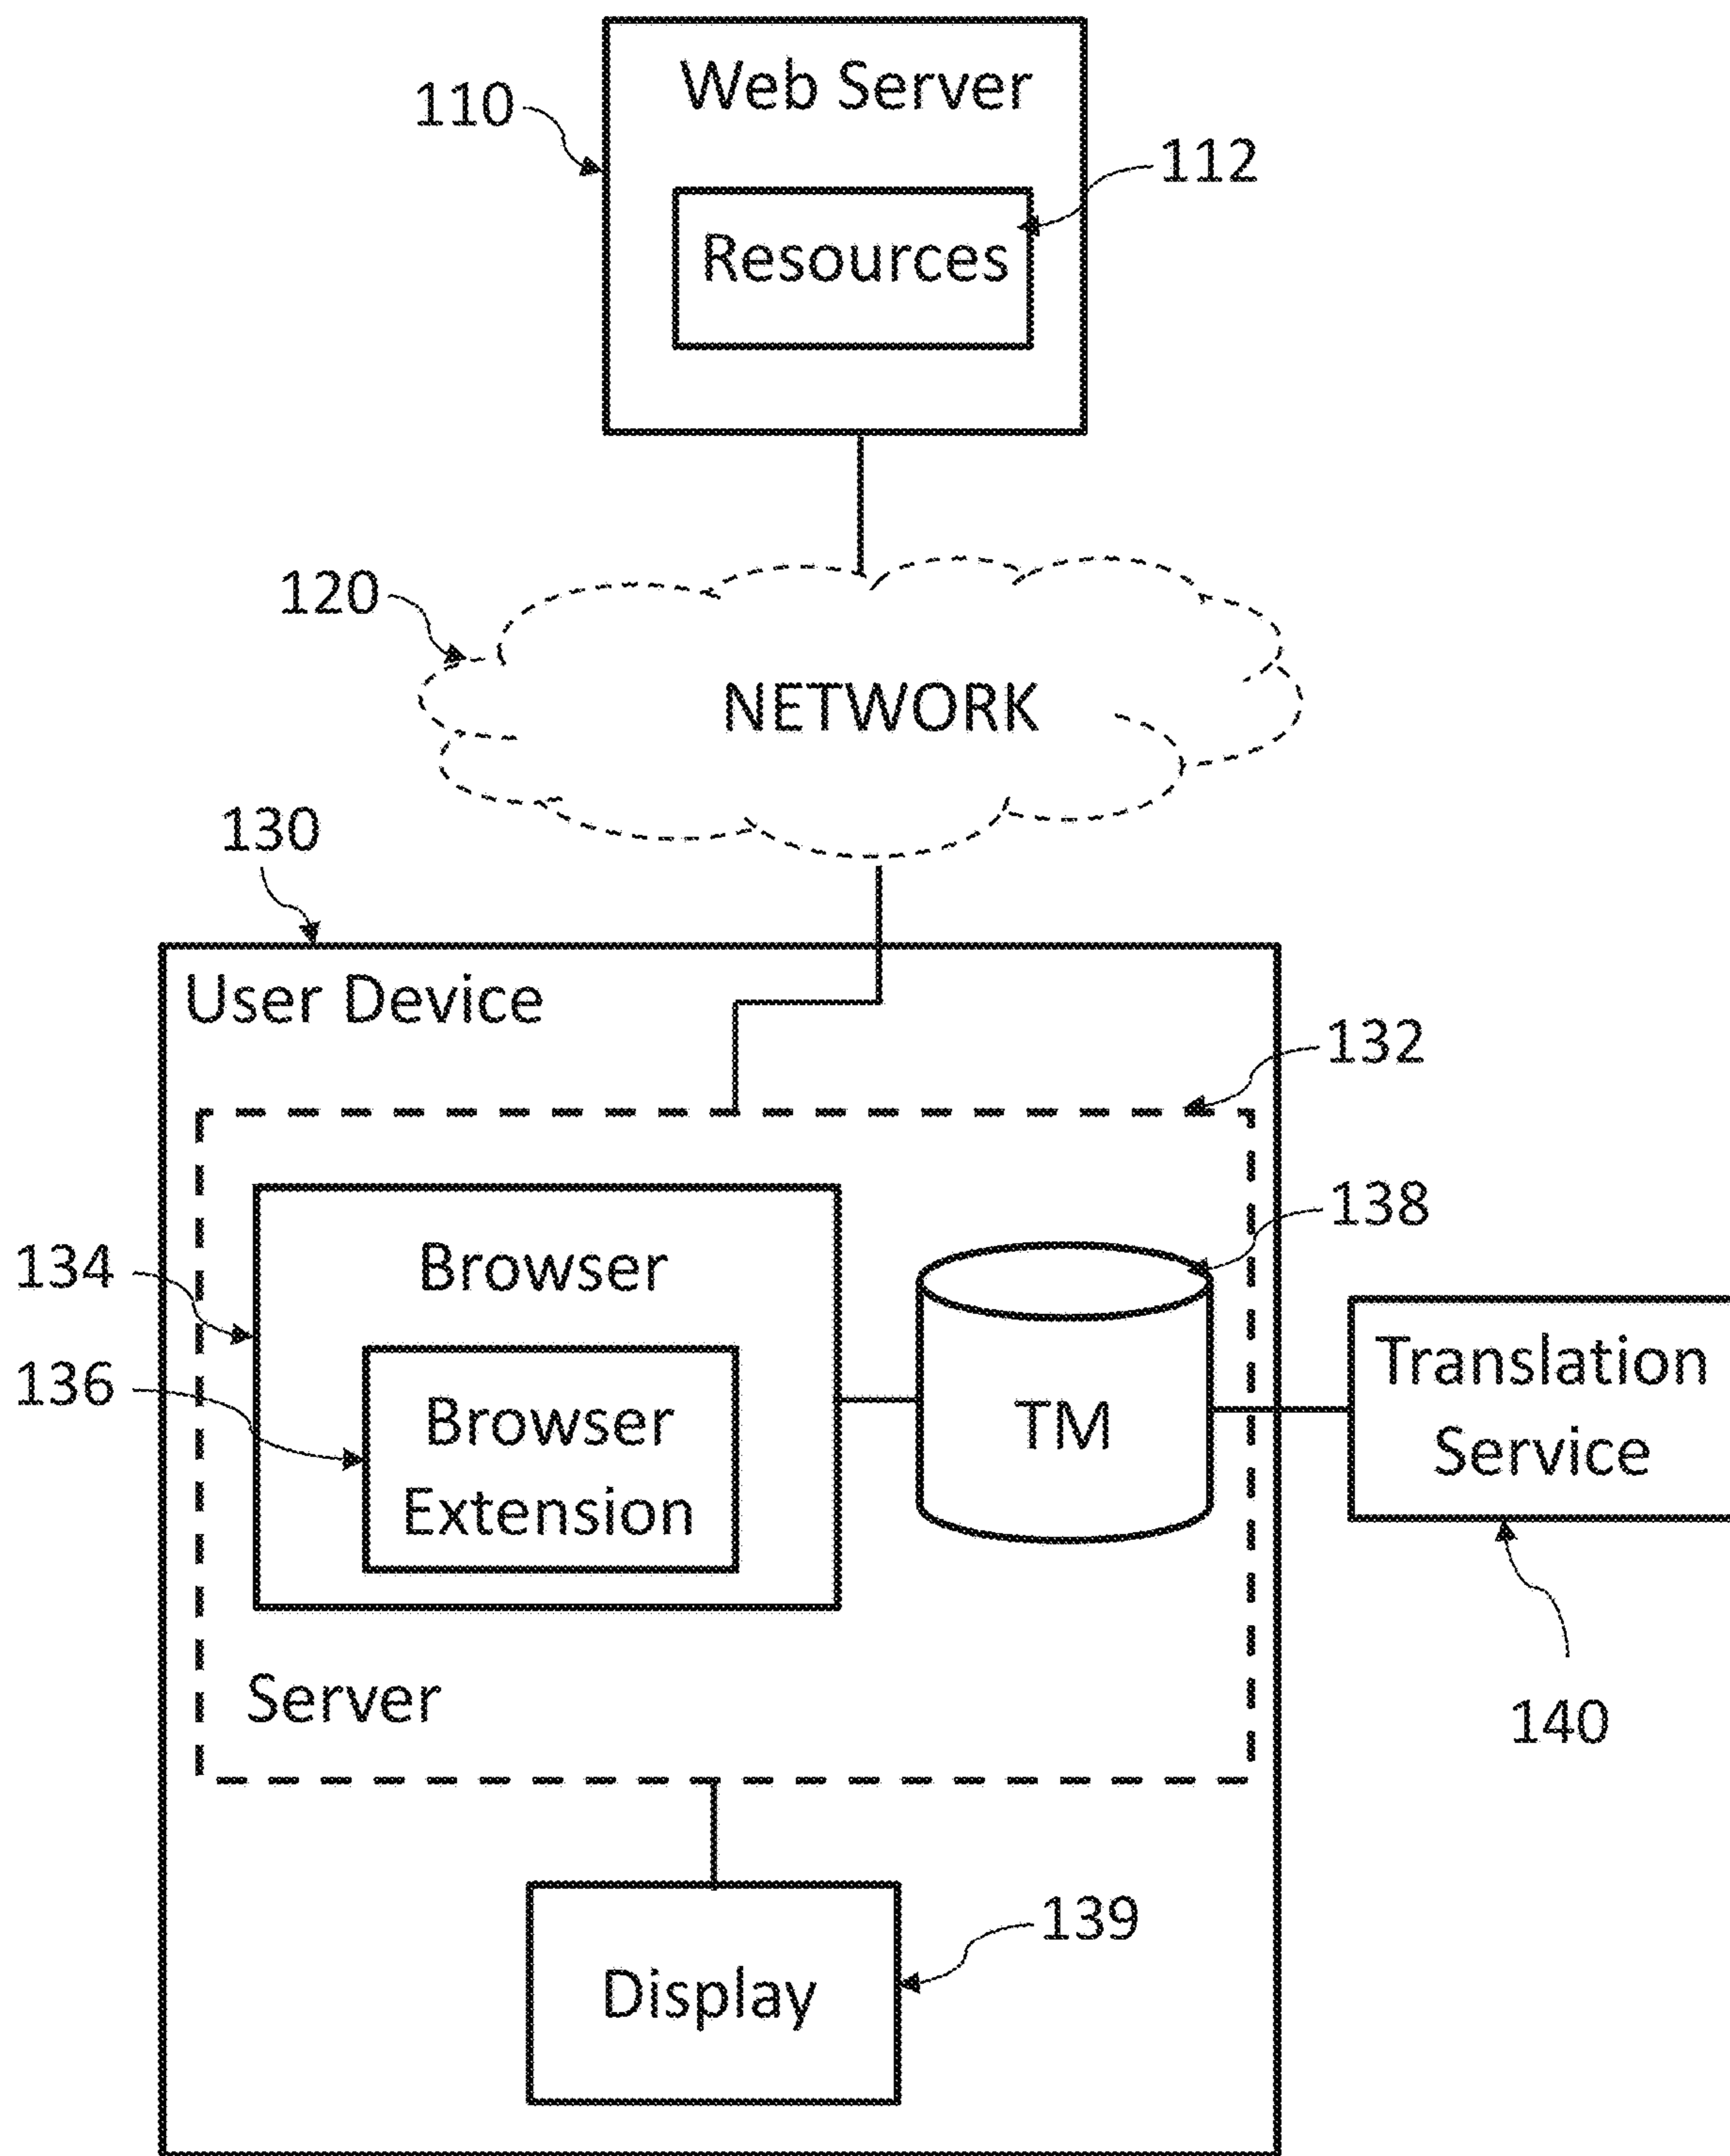 110
Web Server
112
Resources
120
NETWORK
130
User Device
132
138
134
Browser
136
Browser
Extension
TM
Translation
Service
Server
140
139
Display